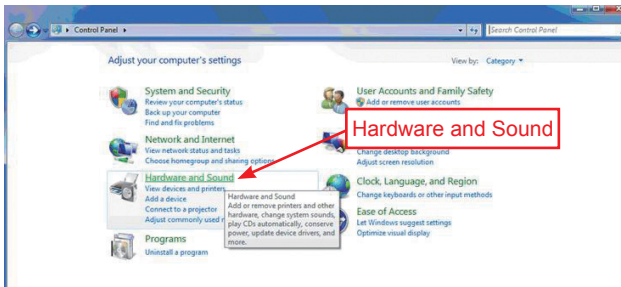 Control Panel
Search Control Panel
Adjust your computer's settings
View by: Category
System and Security
Review your computer's status
Back up your computer
Find and fix problems
Network and Internet
View network status and tasks
Choose homegroup and sharing options
Hardware and Sound
View devices and printers
Add a device
Connect to a projector
Adjust commonly used
Hardware and Sound
Add or remove printers and other
hardware, change system sounds,
play CDs automatically, conserve
power, update device drivers, and
more.
Programs
Uninstall a program
User Accounts and Family Safety
Add or remove user accounts
Hardware and Sound
Change desktop background
Adjust screen resolution
Clock, Language, and Region
Change keyboards or other input methods
Ease of Access
Let Windows suggest settings
Optimize visual display